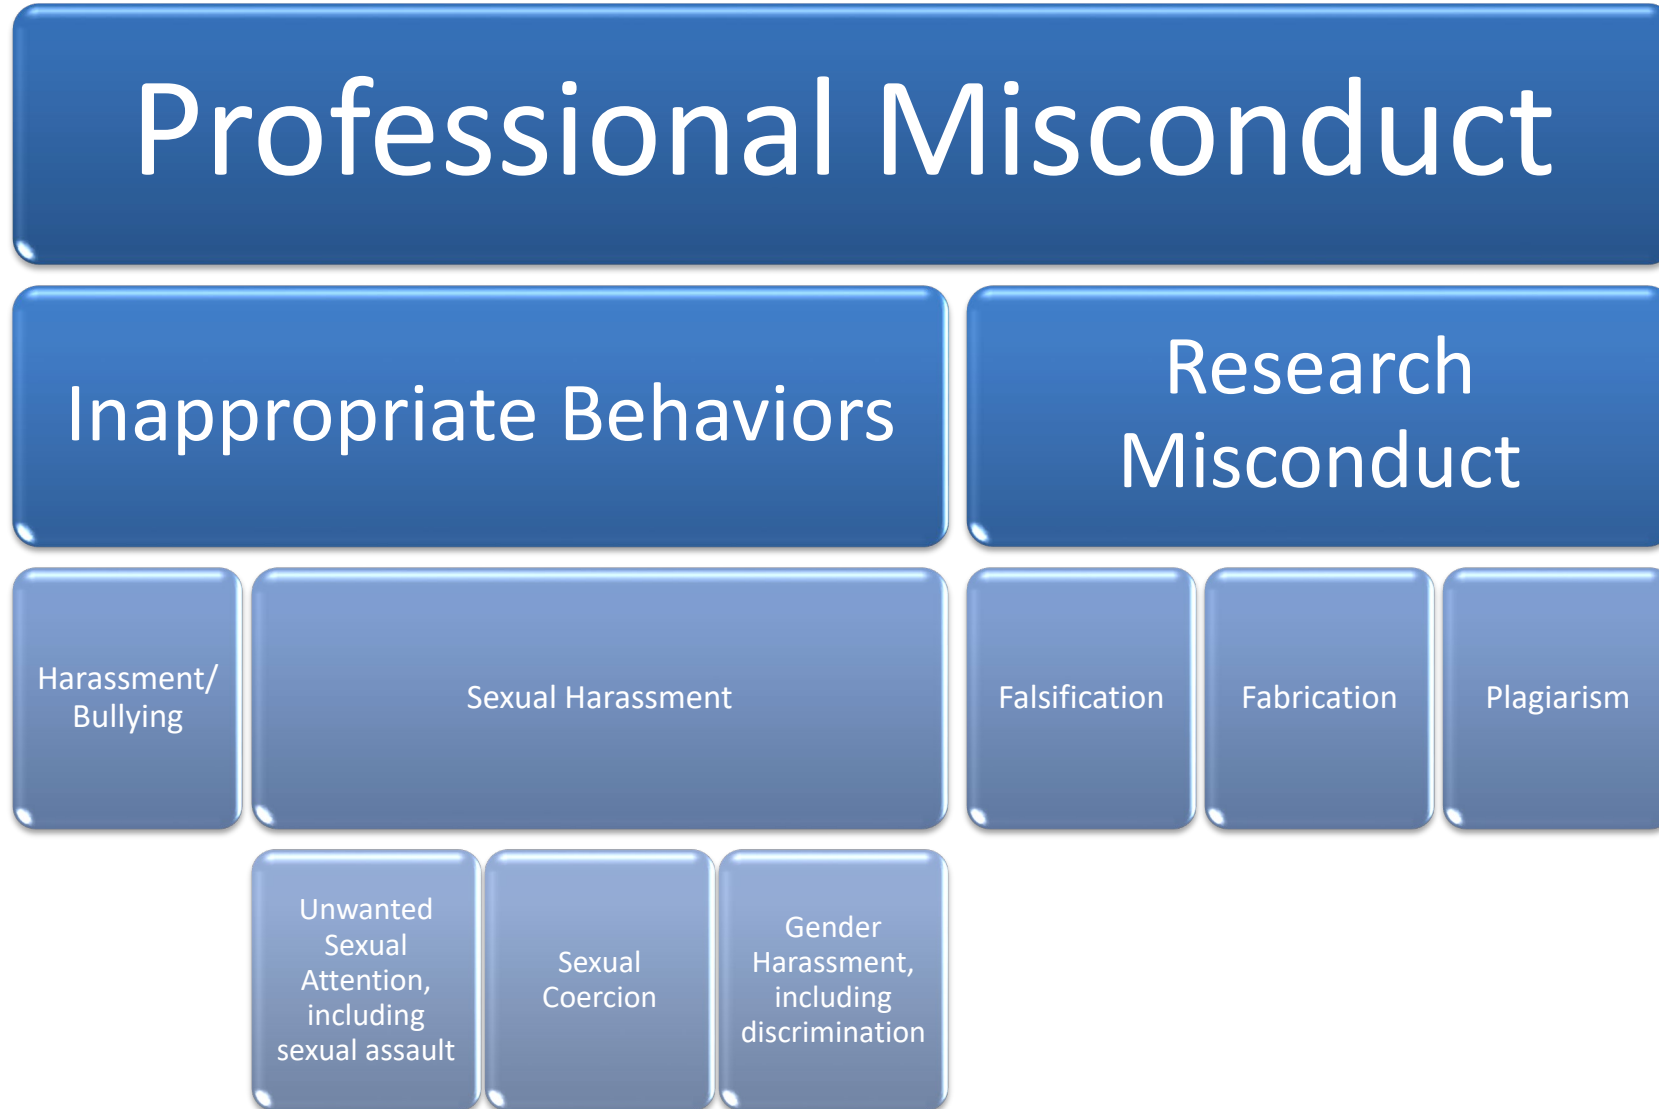 Professional Misconduct
Inappropriate Behaviors
Research
Misconduct
Harassment/
Bullying
Sexual Harassment
Falsification
Fabrication
Plagiarism
Unwanted
Sexual
Attention,
including
sexual assault
Sexual
Coercion
Gender
Harassment,
including
discrimination